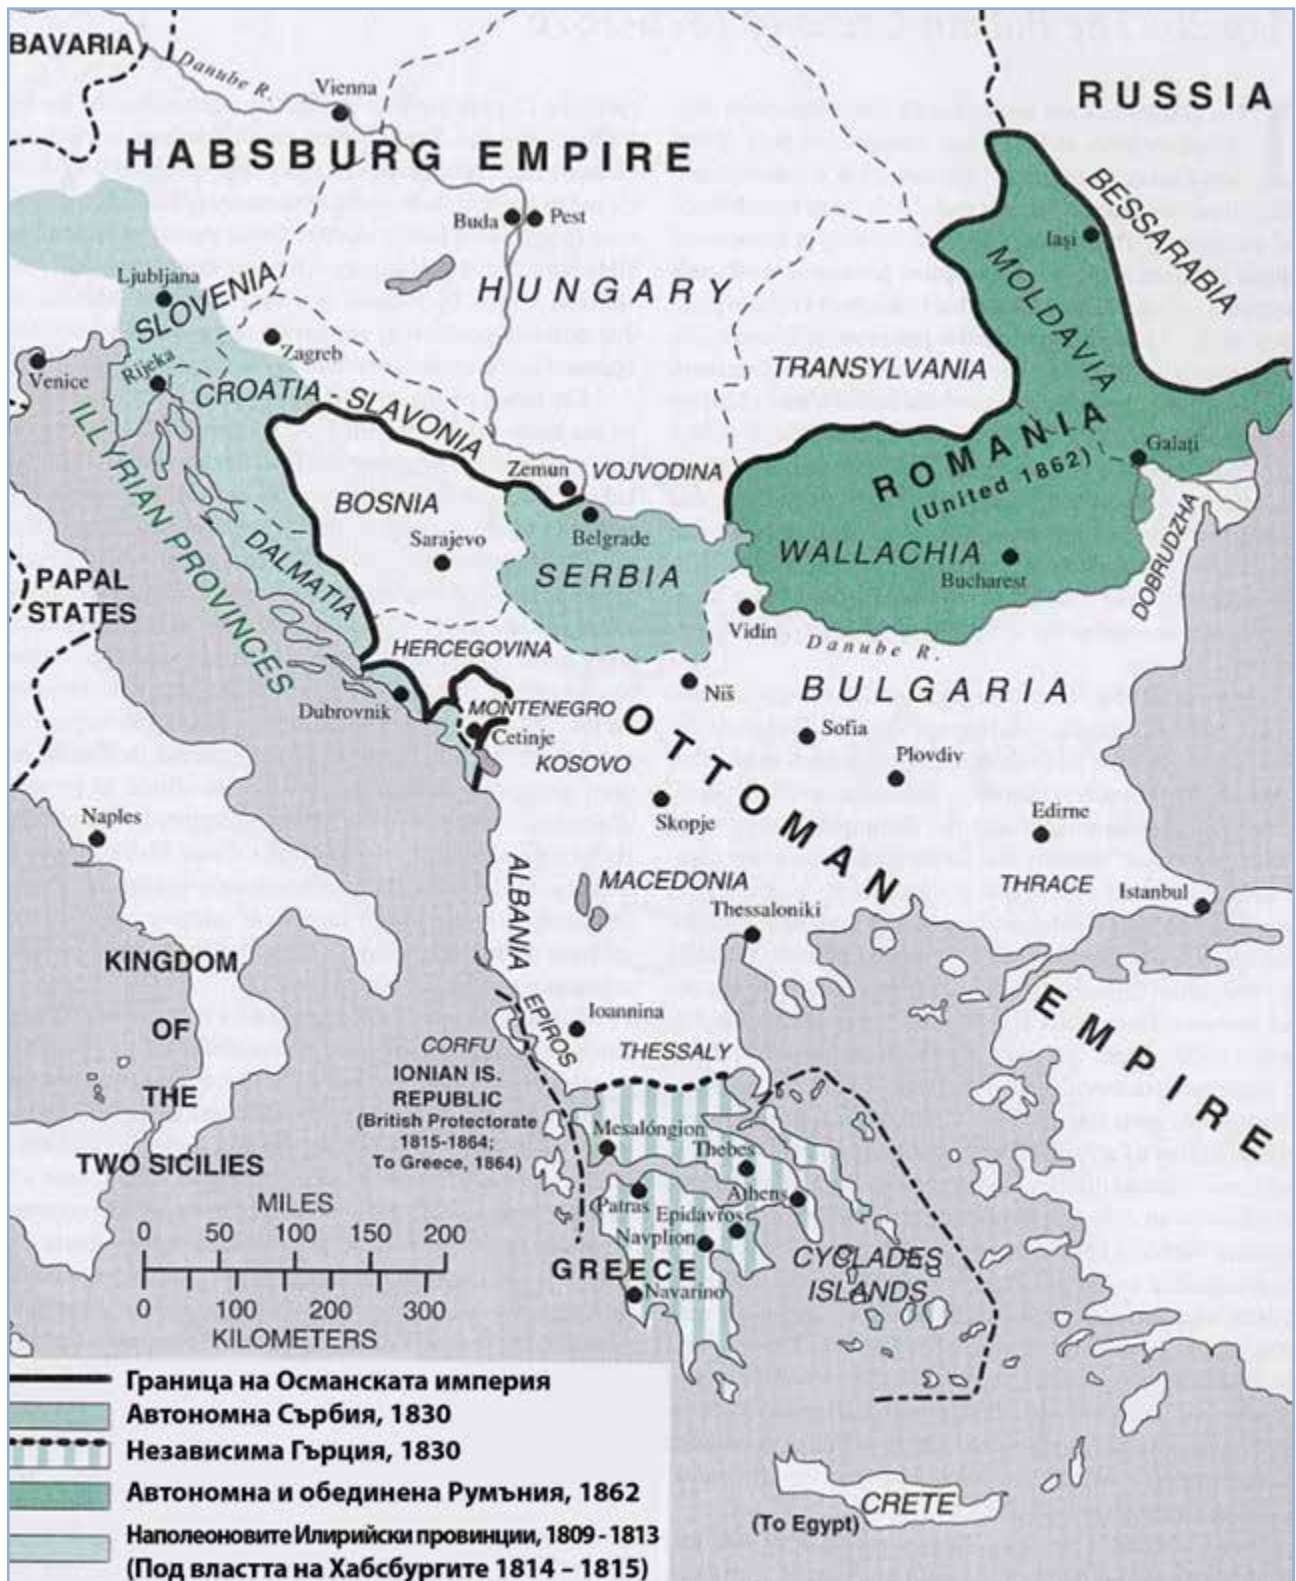 BAVARIA
Danube R.
Vienna
RUSSIA
HABSBURG EMPIRE
BESSARABIA
Buda
Pest
Iași
MOLDAVIA
Ljubljana
SLOVENIA
HUNGARY
Zagreb
Venice
Rijeka
TRANSYLVANIA
CROATIA - SLAVONIA
ILLYRIAN PROVINCES
ROMANIA
(United 1862)
Galați
Zemun
VOJVODINA
BOSNIA
Sarajevo
Belgrade
DALMATIA
SERBIA
WALLACHIA
Bucharest
DOBRUDZHA
PAPAL
STATES
Vidin
Danube R.
HERCEGOVINA
Dubrovnik
MONTENEGRO
Cetinje
Niš
BULGARIA
KOSOVO
Sofia
Plovdiv
OTTOMAN
Skopje
Naples
Edirne
ALBANIA
MACEDONIA
THRACE
Istanbul
Thessaloniki
KINGDOM
OF
THE
TWO SICILIES
EPIROS
Ioannina
EMPIRE
CORFU
THESSALY
IONIAN IS.
REPUBLIC
(British Protectorate
1815-1864;
To Greece, 1864)
Mesalóngion
Thebes
Patras
Athens
Epidavros
Navplion
GREECE
Navarino
CYCLADES
ISLANDS
MILES
0 50 100 150 200
0 100 200 300
KILOMETERS
CRETE
(To Egypt)
Граница на Османската империя
Автономна Сърбия, 1830
Независима Гърция, 1830
Автономна и обединена Румъния, 1862
Наполеоновите Илирийски провинции, 1809 - 1813
(Под властта на Хабсбургите 1814 – 1815)